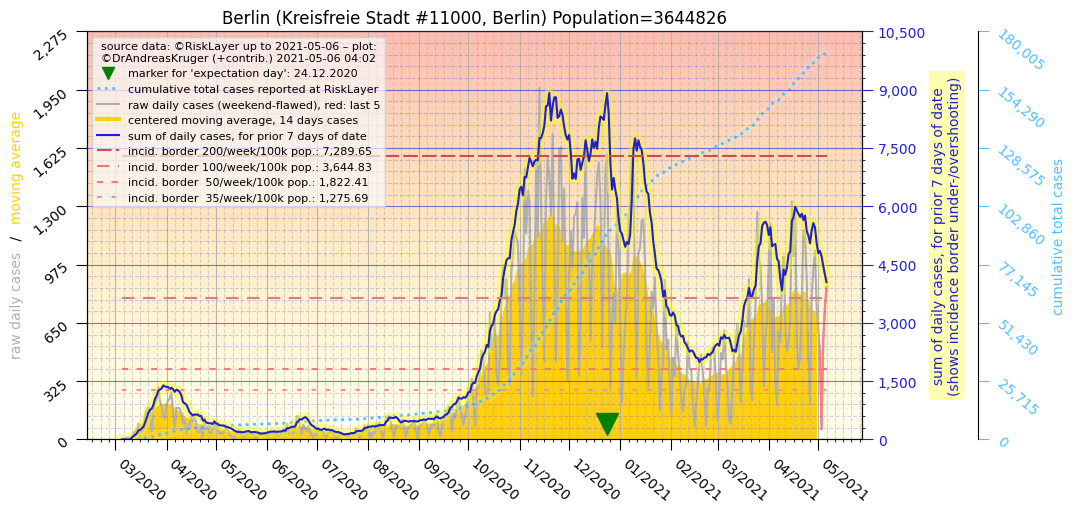 Berlin (Kreisfreie Stadt #11000, Berlin) Population=3644826
source data: ©RiskLayer up to 2021-05-06 – plot:
©DrAndreasKruger (+contrib.) 2021-05-06 04:02
marker for 'expectation day': 24.12.2020
cumulative total cases reported at RiskLayer
raw daily cases (weekend-flawed), red: last 5
centered moving average, 14 days cases
sum of daily cases, for prior 7 days of date
incid. border 200/week/100k pop.: 7,289.65
incid. border 100/week/100k pop.: 3,644.83
incid. border  50/week/100k pop.: 1,822.41
incid. border  35/week/100k pop.: 1,275.69
raw daily cases / moving average
2,275
1,950
1,625
1,300
975
650
325
0
03/2020
04/2020
05/2020
06/2020
07/2020
08/2020
09/2020
10/2020
11/2020
12/2020
01/2021
02/2021
03/2021
04/2021
05/2021
10,500
9,000
7,500
6,000
4,500
3,000
1,500
0
sum of daily cases, for prior 7 days of date
(shows incidence border under-/overshooting)
180,005
154,290
128,575
102,860
77,145
51,430
25,715
0
cumulative total cases